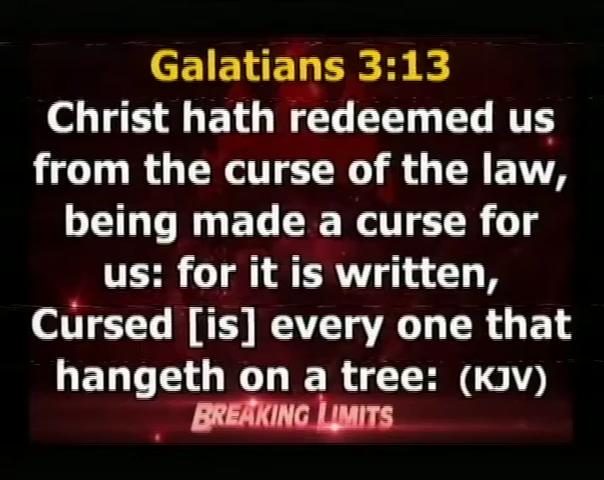 Galatians 3:13
Christ hath redeemed us
from the curse of the law,
being made a curse for
us: for it is written,
Cursed [is] every one that
hangeth on a tree: (KJV)
BREAKING LIMITS